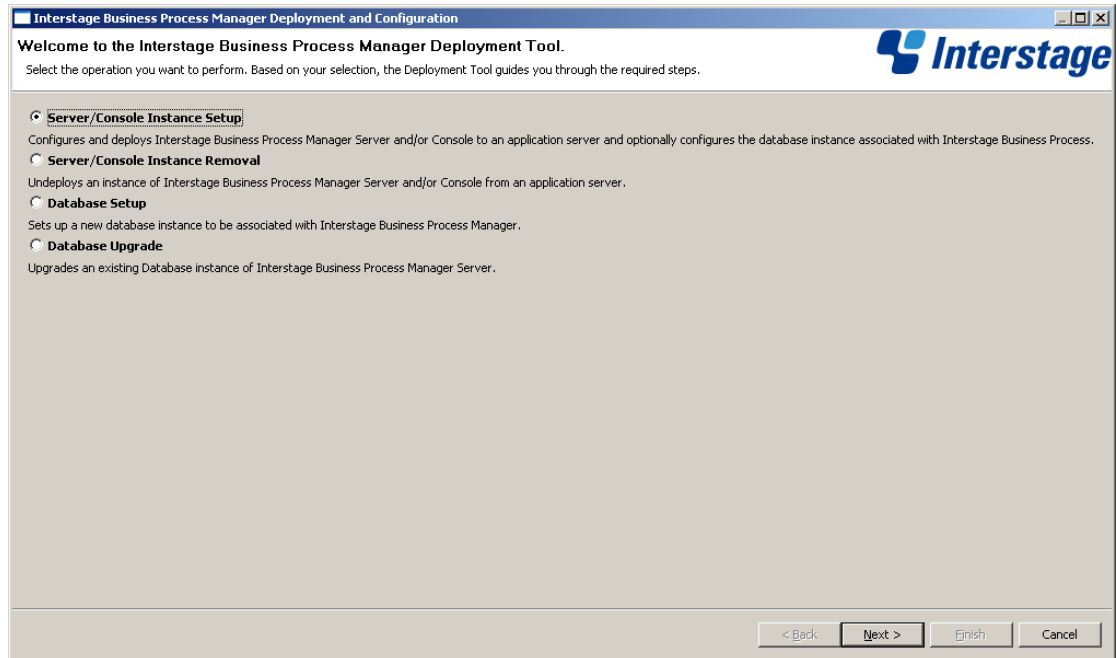 Interstage Business Process Manager Deployment and Configuration
Welcome to the Interstage Business Process Manager Deployment Tool.
Select the operation you want to perform. Based on your selection, the Deployment Tool guides you through the required steps.
Interstage
Server/Console Instance Setup
Configures and deploys Interstage Business Process Manager Server and/or Console to an application server and optionally configures the database instance associated with Interstage Business Process.
Server/Console Instance Removal
Undeploys an instance of Interstage Business Process Manager Server and/or Console from an application server.
Database Setup
Sets up a new database instance to be associated with Interstage Business Process Manager.
Database Upgrade
Upgrades an existing Database instance of Interstage Business Process Manager Server.
< Back Next > Finish Cancel